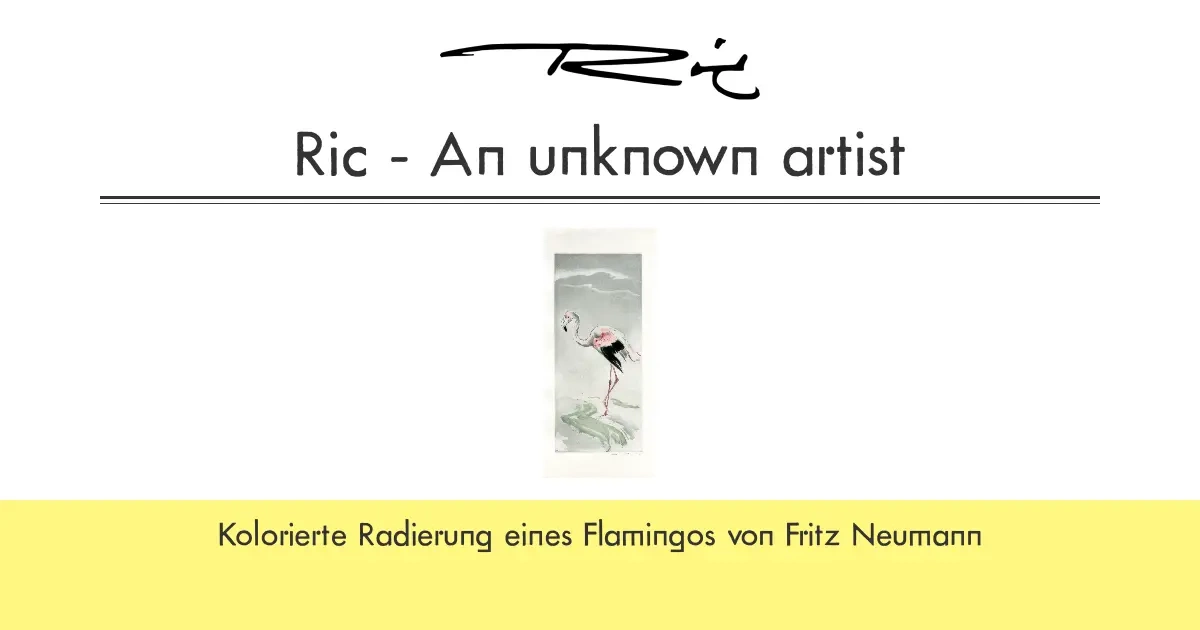 Ric
Ric - An unknown artist
Kolorierte Radierung eines Flamingos von Fritz Neumann